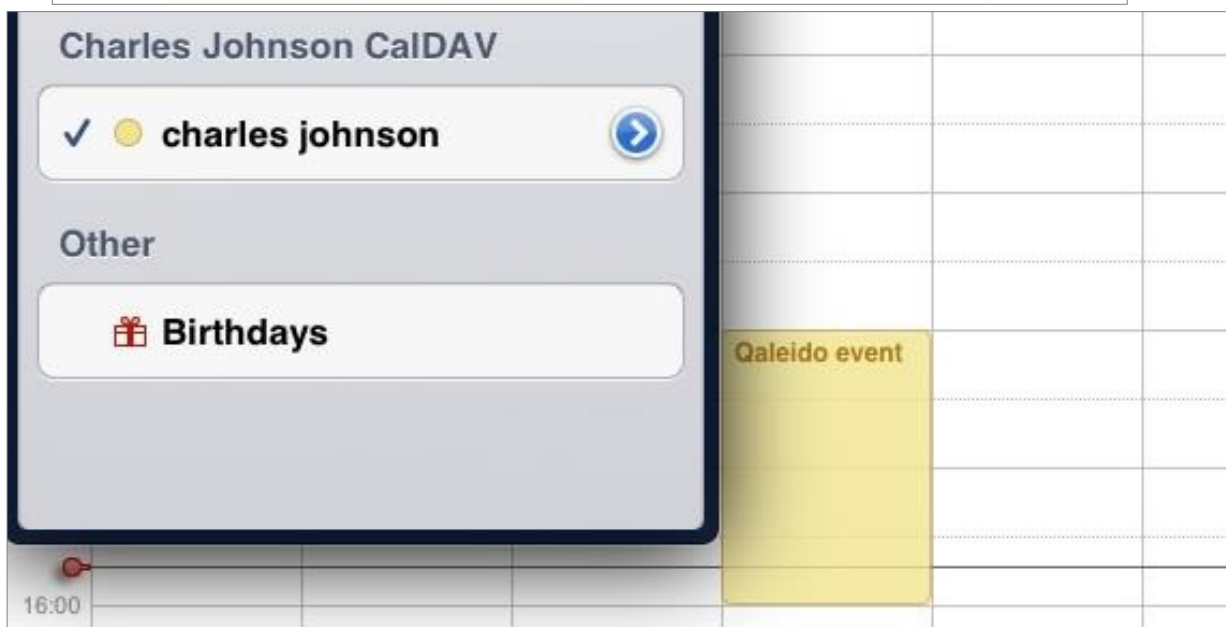 Charles Johnson CalDAV
charles johnson
Other
Birthdays
Qaleido event
16:00